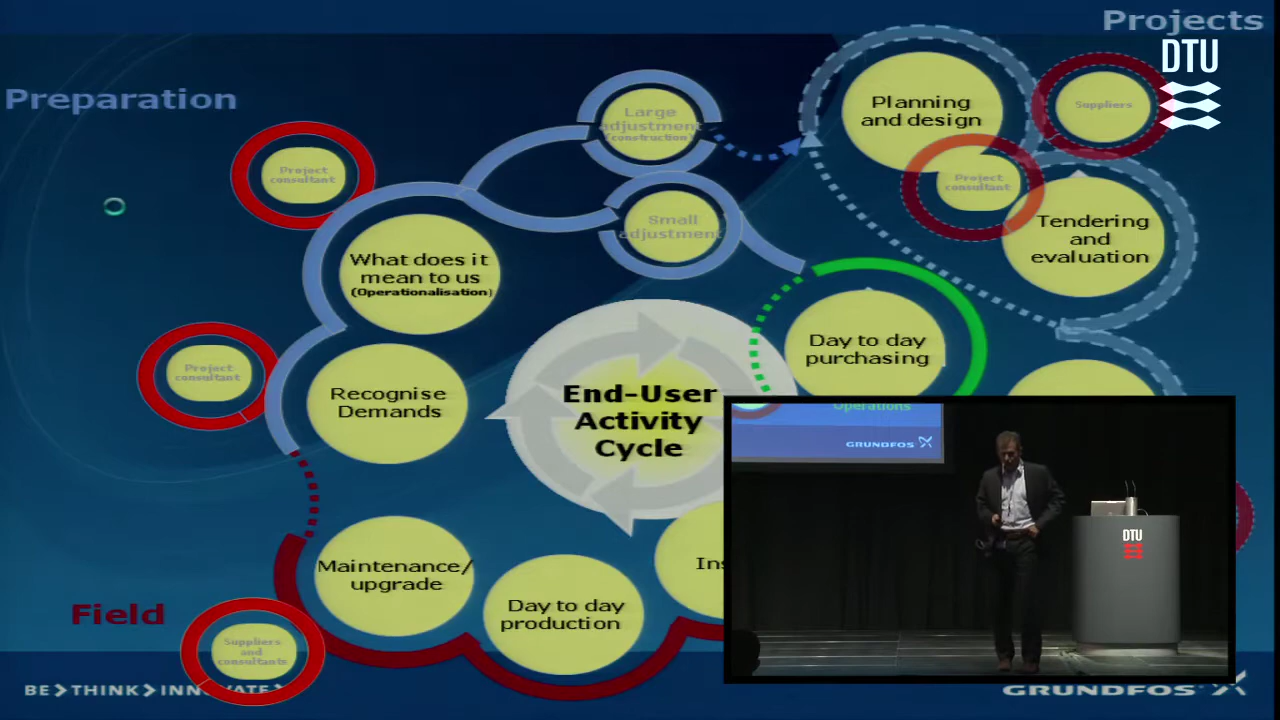 Projects
DTU
Preparation
Large
adjustment
(construction)
Planning
and design
Suppliers
Project
consultant
Project
consultant
Small
adjustment
Tendering
and
evaluation
What does it
mean to us
(Operationalisation)
Day to day
purchasing
Project
consultant
Recognise
Demands
End-User
Activity
Cycle
Operations
GRUNDFOS
DTU
Maintenance/
upgrade
Day to day
production
Field
Suppliers
and
consultants
BE>THINK>INNOVATE>
GRUNDFOS